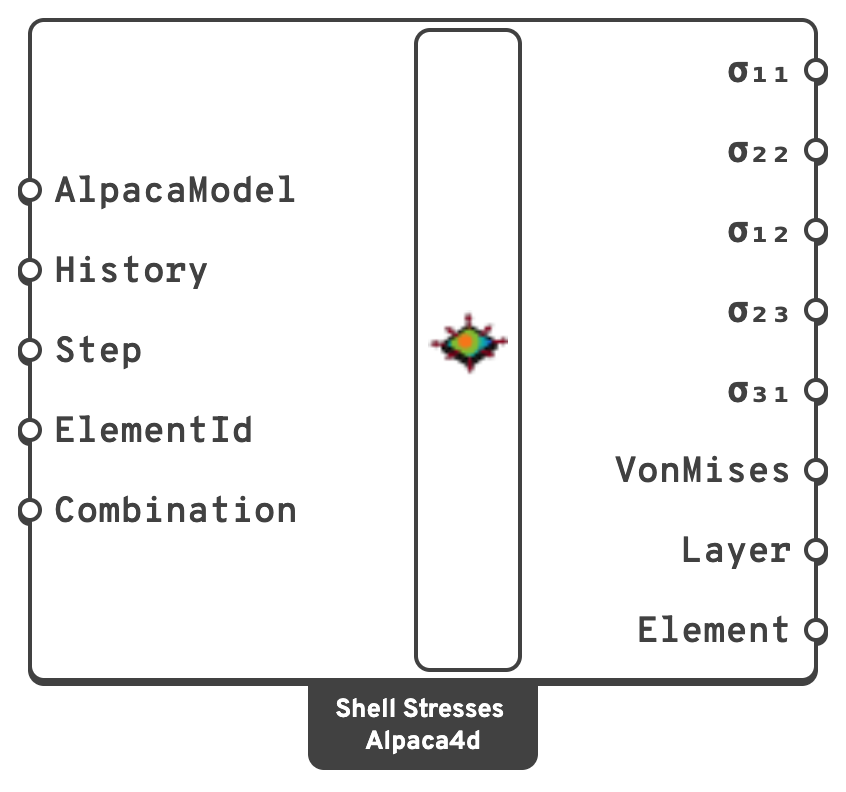 AlpacaModel
History
Step
ElementId
Combination
σ₁₁
σ₂₂
σ₁₂
σ₂₃
σ₃₁
VonMises
Layer
Element
Shell Stresses
Alpaca4d